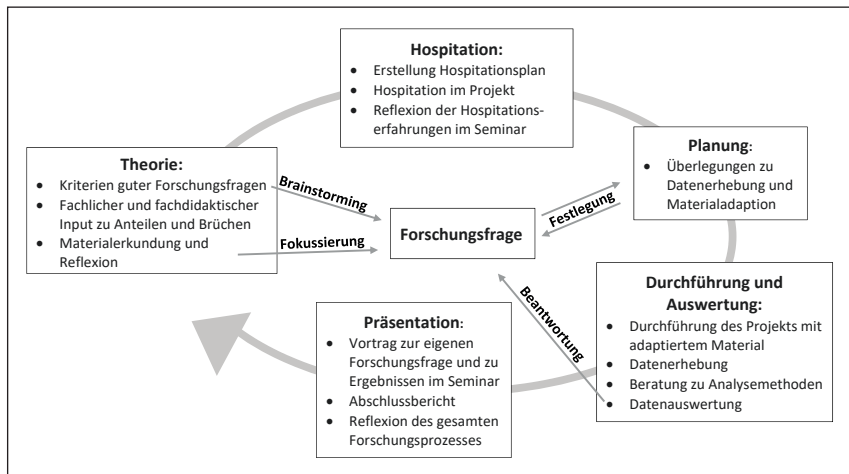 Hospitation:
• Erstellung Hospitationsplan
• Hospitation im Projekt
• Reflexion der Hospitations-
erfahrungen im Seminar
Theorie:
• Kriterien guter Forschungsfragen
• Fachlicher und fachdidaktischer
Input zu Anteilen und Brüchen
• Materialerkundung und
Reflexion
Brainstorming
Fokussierung
Forschungsfrage
Festlegung
Planung:
• Überlegungen zu
Datenerhebung und
Materialadaption
Beantwortung
Durchführung und
Auswertung:
• Durchführung des Projekts mit
adaptiertem Material
• Datenerhebung
• Beratung zu Analysemethoden
• Datenauswertung
Präsentation:
• Vortrag zur eigenen
Forschungsfrage und zu
Ergebnissen im Seminar
• Abschlussbericht
• Reflexion des gesamten
Forschungsprozesses